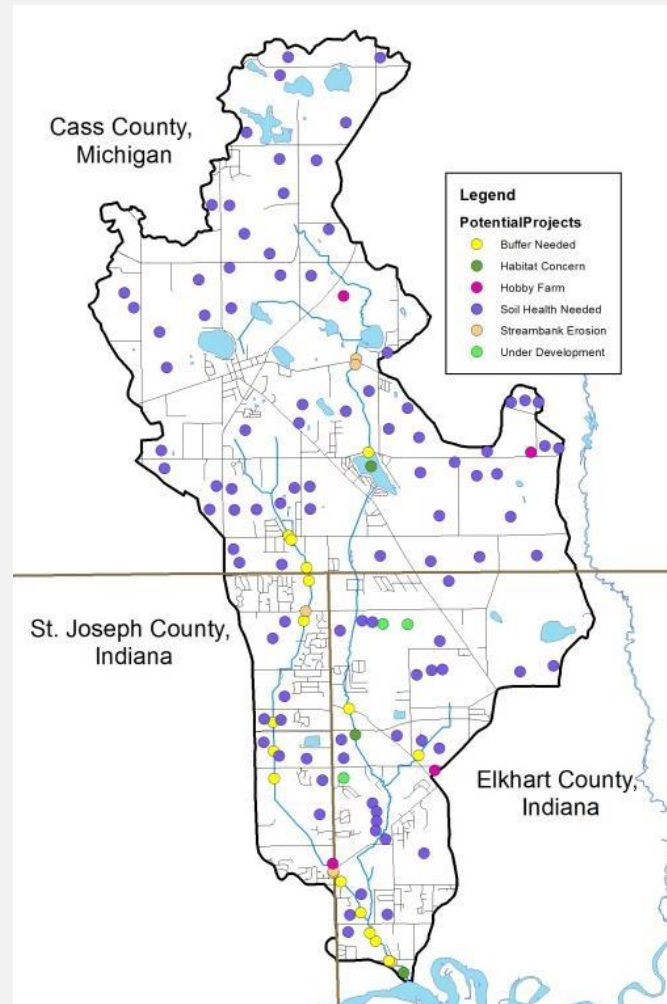 Cass County,
Michigan
Legend
PotentialProjects
Buffer Needed
Habitat Concern
Hobby Farm
Soil Health Needed
Streambank Erosion
Under Development
St. Joseph County,
Indiana
Elkhart County,
Indiana